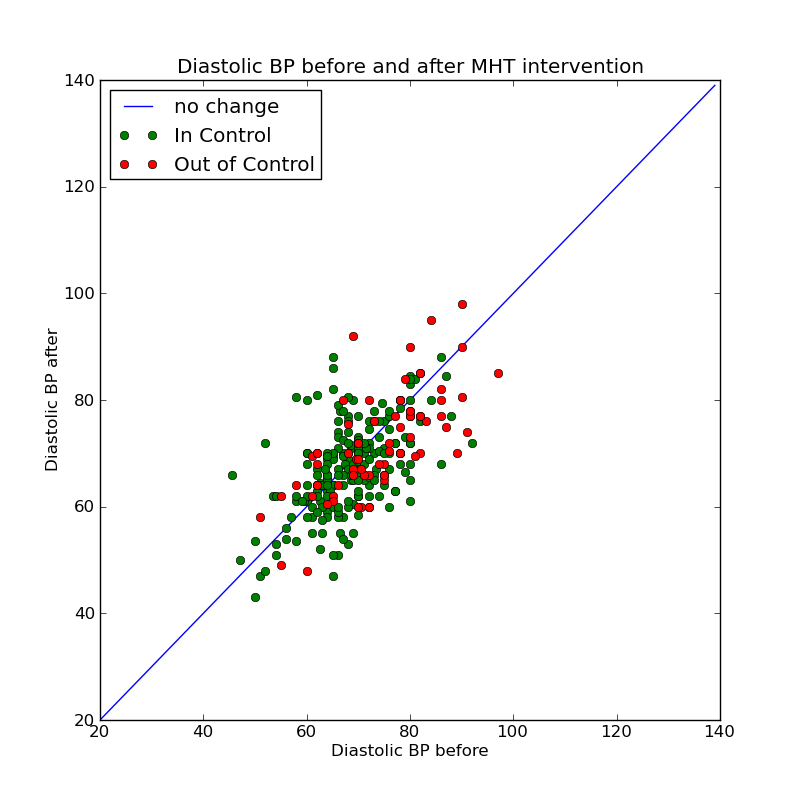 Diastolic BP before and after MHT intervention
no change
In Control
Out of Control
140
120
100
80
60
40
20
Diastolic BP after
20 40 60 80 100 120 140
Diastolic BP before